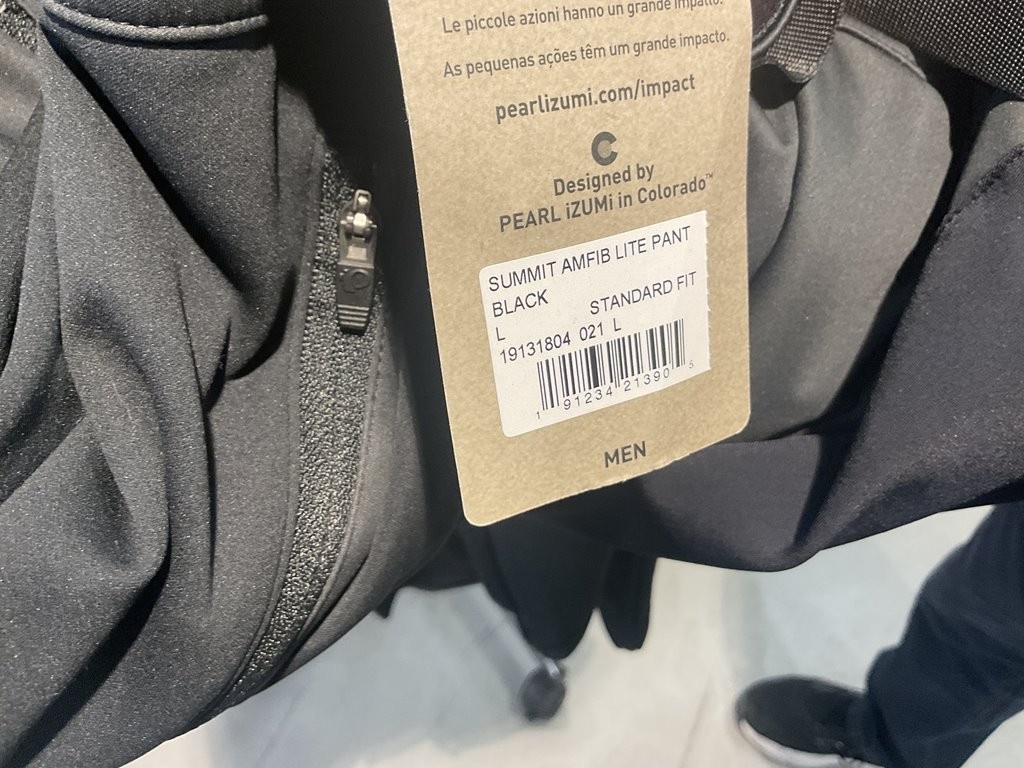 Le piccole azioni hanno un grande impatto.
As pequenas ações têm um grande impacto.
pearlizumi.com/impact
Designed by
PEARL iZUMi in Colorado™
SUMMIT AMFIB LITE PANT
BLACK
STANDARD FIT
L
19131804 021 L
1 91234 21390 5
MEN